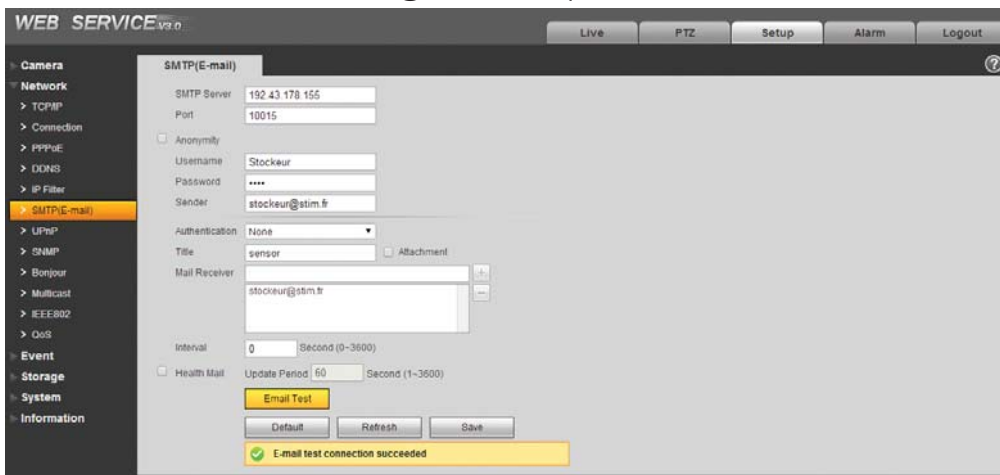 WEB SERVICE V3.0
Live PTZ Setup Alarm Logout
Camera
Network
> TCP/IP
> Connection
> PPPoE
> DDNS
> IP Filter
> SMTP(E-mail)
> UPnP
> SNMP
> Bonjour
> Multicast
> IEEE802
> QoS
Event
Storage
System
Information
SMTP(E-mail)
SMTP Server 192.43.178.155
Port 10015
Anonymity
Username Stockeur
Password ••••
Sender stockeur@stim.fr
Authentication None
Title sensor Attachment
Mail Receiver +
stockeur@stim.fr −
Interval 0 Second (0~3600)
Health Mail Update Period 60 Second (1~3600)
Email Test
Default Refresh Save
E-mail test connection succeeded
?